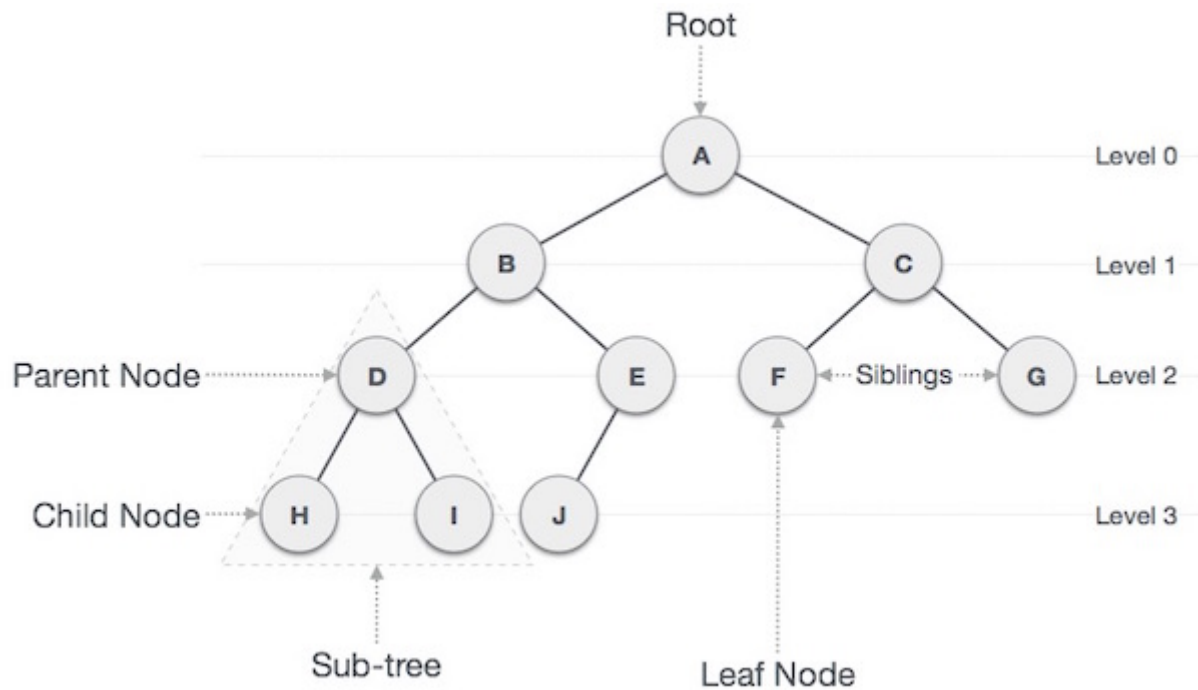 Root
A
Level 0
B
C
Level 1
Parent Node
D
E
F
Siblings
G
Level 2
Child Node
H
I
J
Level 3
Sub-tree
Leaf Node